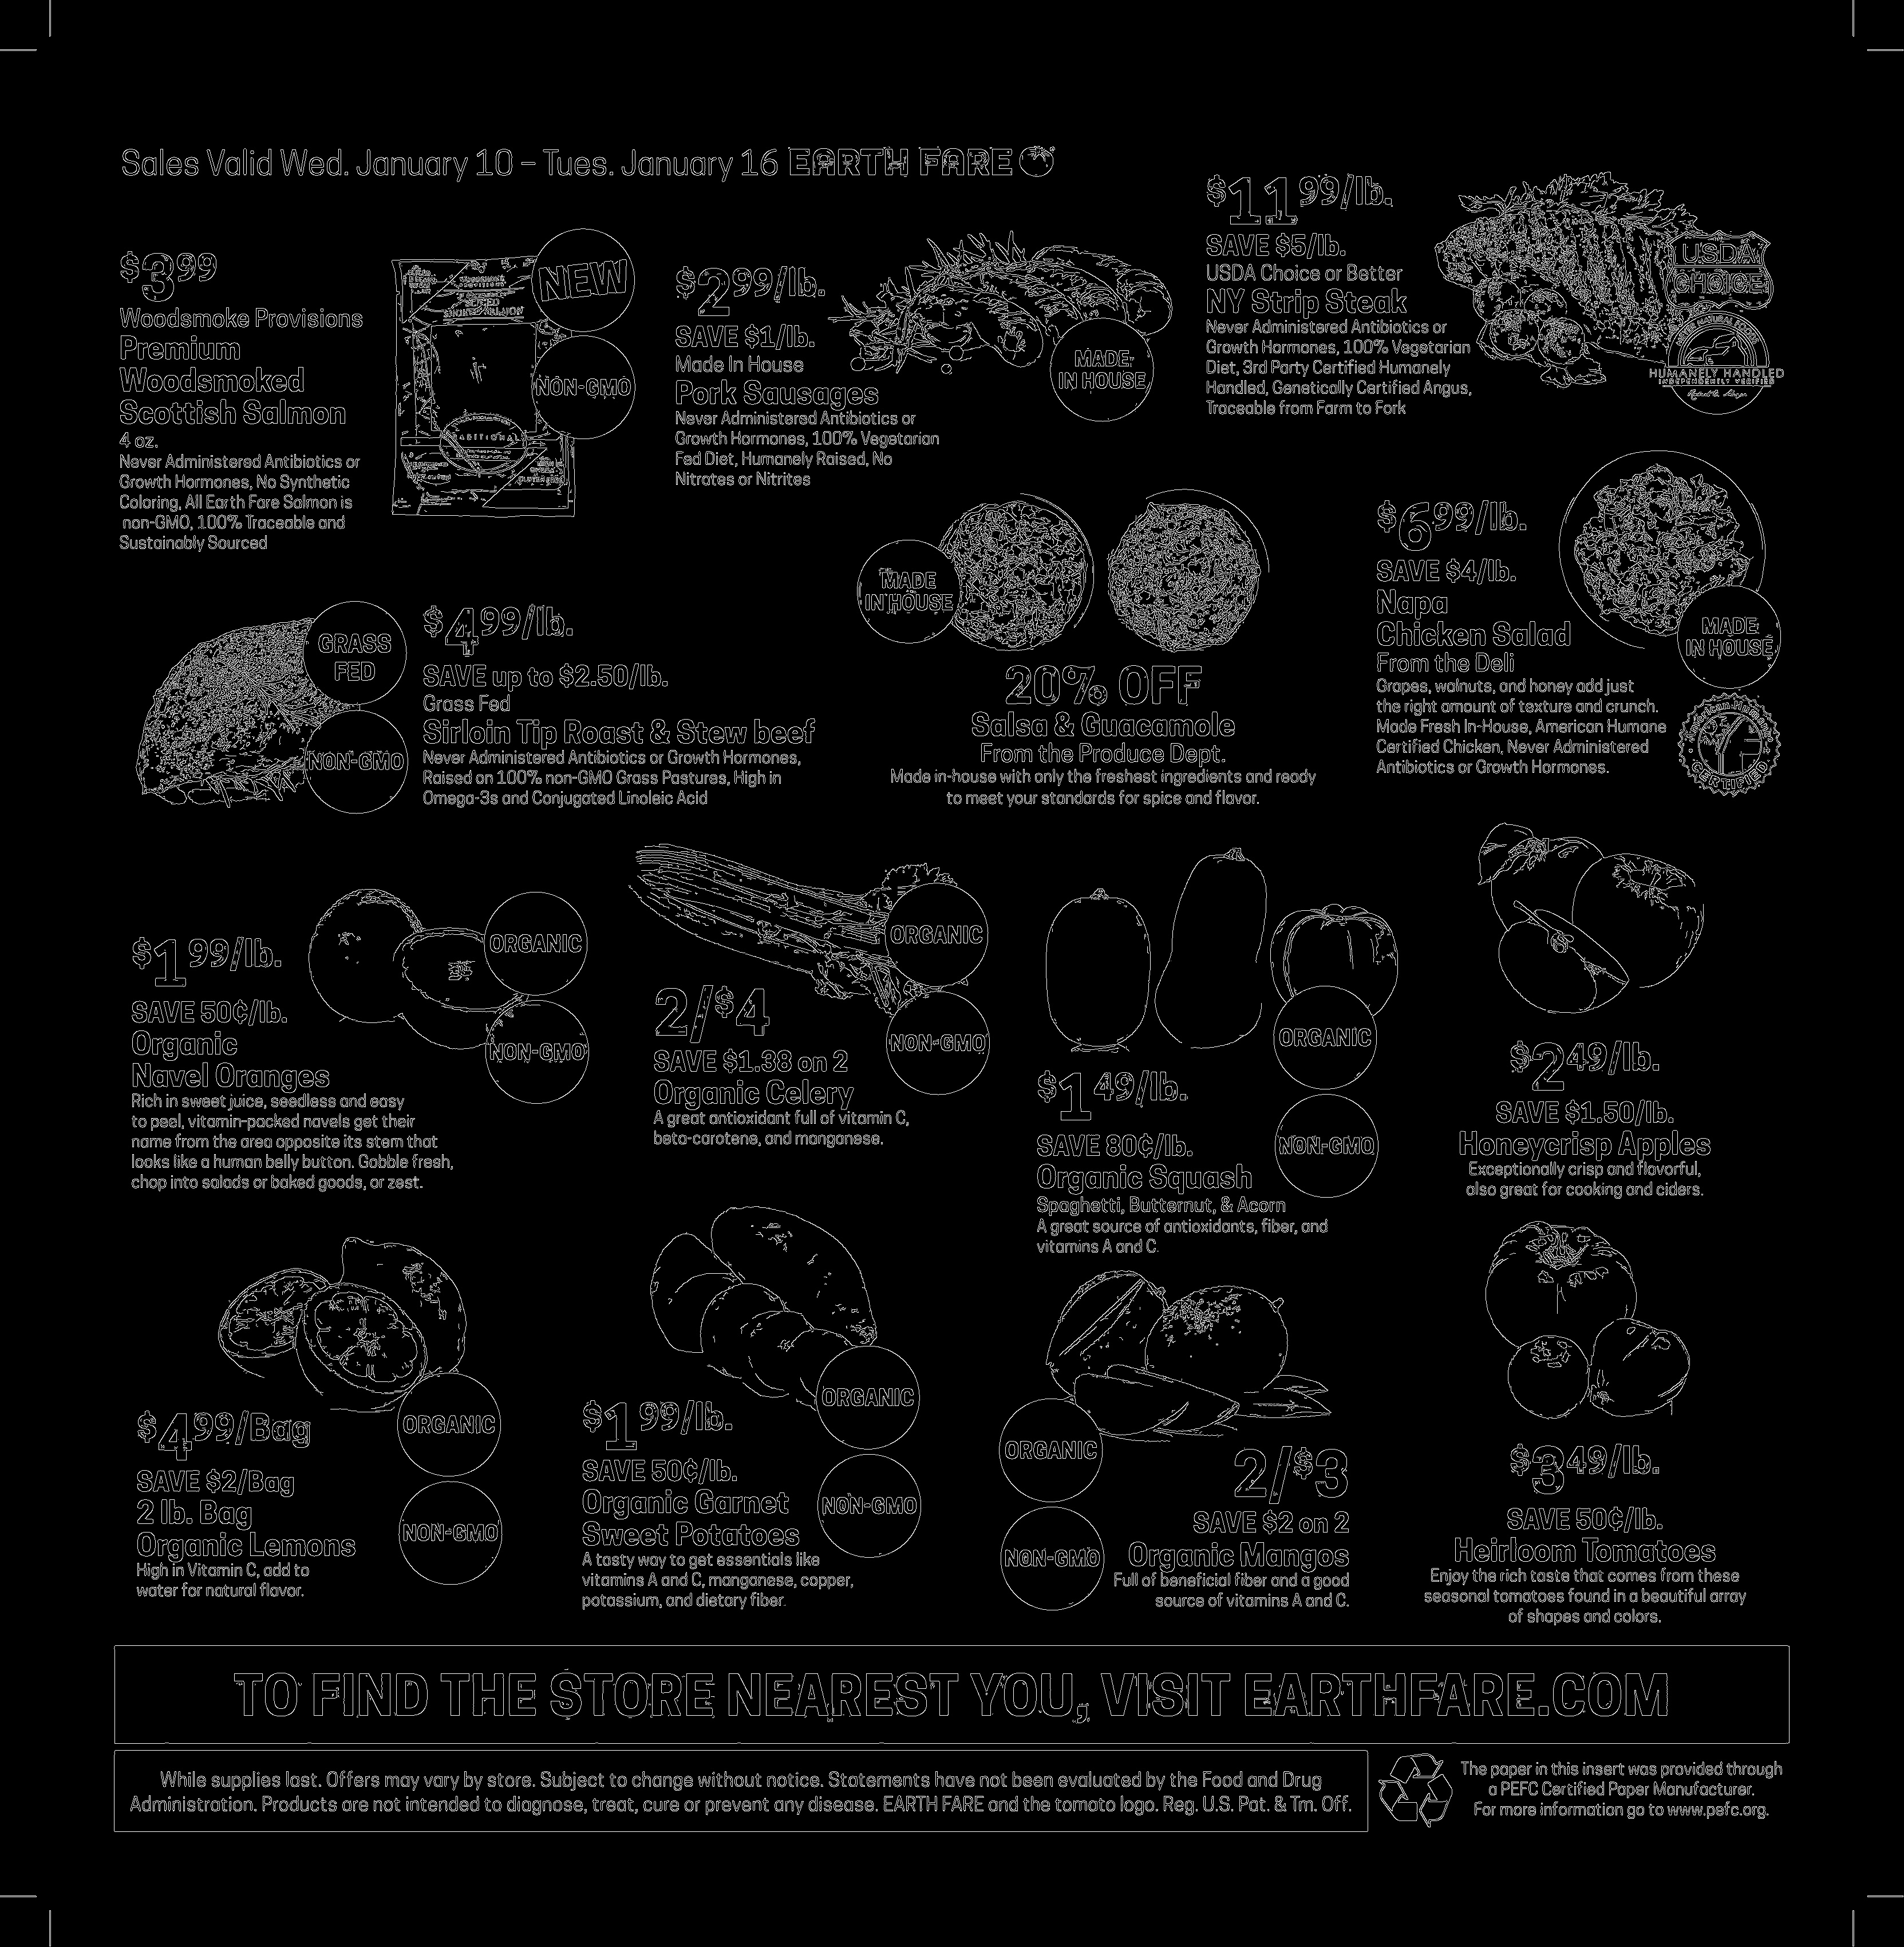 Sales Valid Wed. January 10 – Tues. January 16 EARTH FARE
$3.99
Woodsmoke Provisions
Premium
Woodsmoked
Scottish Salmon
4 oz.
Never Administered Antibiotics or
Growth Hormones, No Synthetic
Coloring, All Earth Fare Salmon is
non-GMO, 100% Traceable and
Sustainably Sourced
NEW
NON-GMO
$2.99/lb.
SAVE $1/lb.
Made In House
Pork Sausages
Never Administered Antibiotics or
Growth Hormones, 100% Vegetarian
Fed Diet, Humanely Raised, No
Nitrates or Nitrites
MADE
IN HOUSE
$11.99/lb.
SAVE $5/lb.
USDA Choice or Better
NY Strip Steak
Never Administered Antibiotics or
Growth Hormones, 100% Vegetarian
Diet, 3rd Party Certified Humanely
Handled, Genetically Certified Angus,
Traceable from Farm to Fork
USDA
CHOICE
HUMANELY HANDLED
INDEPENDENTLY VERIFIED
GRASS
FED
NON-GMO
$4.99/lb.
SAVE up to $2.50/lb.
Grass Fed
Sirloin Tip Roast & Stew beef
Never Administered Antibiotics or Growth Hormones,
Raised on 100% non-GMO Grass Pastures, High in
Omega-3s and Conjugated Linoleic Acid
MADE
IN HOUSE
20% OFF
Salsa & Guacamole
From the Produce Dept.
Made in-house with only the freshest ingredients and ready
to meet your standards for spice and flavor.
$6.99/lb.
SAVE $4/lb.
Napa
Chicken Salad
From the Deli
Grapes, walnuts, and honey add just
the right amount of texture and crunch.
Made Fresh In-House, American Humane
Certified Chicken, Never Administered
Antibiotics or Growth Hormones.
MADE
IN HOUSE
American Humane
CERTIFIED
$1.99/lb.
SAVE 50¢/lb.
Organic
Navel Oranges
Rich in sweet juice, seedless and easy
to peel, vitamin-packed navels get their
name from the area opposite its stem that
looks like a human belly button. Gobble fresh,
chop into salads or baked goods, or zest.
ORGANIC
NON-GMO
2/$4
SAVE $1.38 on 2
Organic Celery
A great antioxidant full of vitamin C,
beta-carotene, and manganese.
ORGANIC
NON-GMO
$1.49/lb.
SAVE 80¢/lb.
Organic Squash
Spaghetti, Butternut, & Acorn
A great source of antioxidants, fiber, and
vitamins A and C.
ORGANIC
NON-GMO
$2.49/lb.
SAVE $1.50/lb.
Honeycrisp Apples
Exceptionally crisp and flavorful,
also great for cooking and ciders.
$4.99/Bag
SAVE $2/Bag
2 lb. Bag
Organic Lemons
High in Vitamin C, add to
water for natural flavor.
ORGANIC
NON-GMO
$1.99/lb.
SAVE 50¢/lb.
Organic Garnet
Sweet Potatoes
A tasty way to get essentials like
vitamins A and C, manganese, copper,
potassium, and dietary fiber.
ORGANIC
NON-GMO
ORGANIC
NON-GMO
2/$3
SAVE $2 on 2
Organic Mangos
Full of beneficial fiber and a good
source of vitamins A and C.
$3.49/lb.
SAVE 50¢/lb.
Heirloom Tomatoes
Enjoy the rich taste that comes from these
seasonal tomatoes found in a beautiful array
of shapes and colors.
TO FIND THE STORE NEAREST YOU, VISIT EARTHFARE.COM
While supplies last. Offers may vary by store. Subject to change without notice. Statements have not been evaluated by the Food and Drug
Administration. Products are not intended to diagnose, treat, cure or prevent any disease. EARTH FARE and the tomato logo. Reg. U.S. Pat. & Tm. Off.
The paper in this insert was provided through
a PEFC Certified Paper Manufacturer.
For more information go to www.pefc.org.